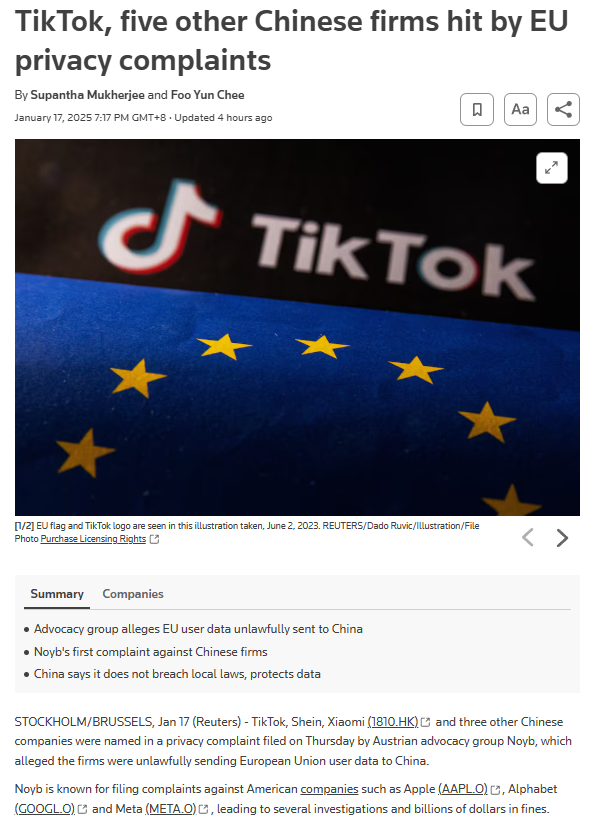 TikTok, five other Chinese firms hit by EU
privacy complaints
By Supantha Mukherjee and Foo Yun Chee
January 17, 2025 7:17 PM GMT+8 · Updated 4 hours ago
Aa
TikTok
[1/2] EU flag and TikTok logo are seen in this illustration taken, June 2, 2023. REUTERS/Dado Ruvic/Illustration/File
Photo Purchase Licensing Rights
Summary Companies
• Advocacy group alleges EU user data unlawfully sent to China
• Noyb's first complaint against Chinese firms
• China says it does not breach local laws, protects data
STOCKHOLM/BRUSSELS, Jan 17 (Reuters) - TikTok, Shein, Xiaomi (1810.HK) and three other Chinese
companies were named in a privacy complaint filed on Thursday by Austrian advocacy group Noyb, which
alleged the firms were unlawfully sending European Union user data to China.
Noyb is known for filing complaints against American companies such as Apple (AAPL.O) , Alphabet
(GOOGL.O) and Meta (META.O) , leading to several investigations and billions of dollars in fines.